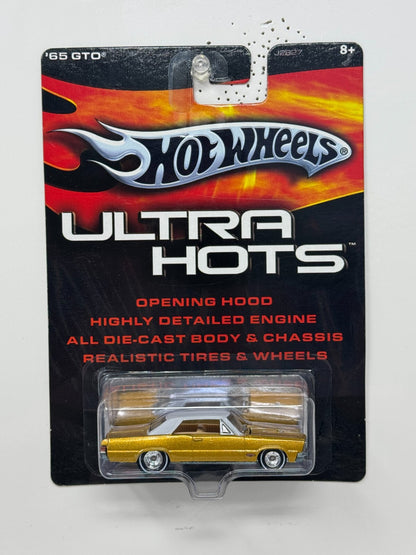 '65 GTO®
8+
HOT WHEELS®
ULTRA
HOTS™
OPENING HOOD
HIGHLY DETAILED ENGINE
ALL DIE-CAST BODY & CHASSIS
REALISTIC TIRES & WHEELS